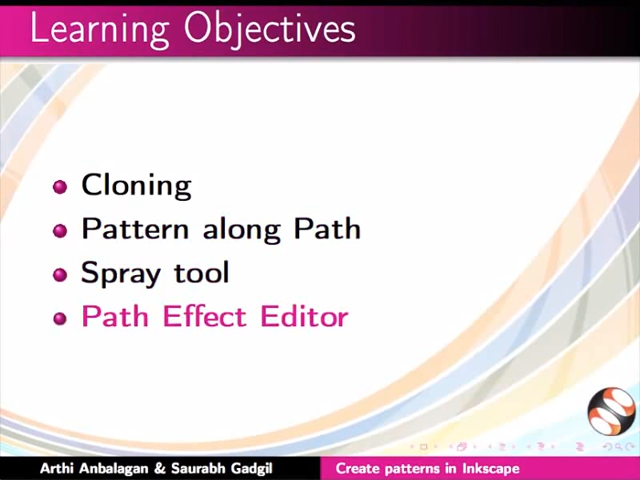 Learning Objectives
Cloning
Pattern along Path
Spray tool
Path Effect Editor
Arthi Anbalagan & Saurabh Gadgil
Create patterns in Inkscape